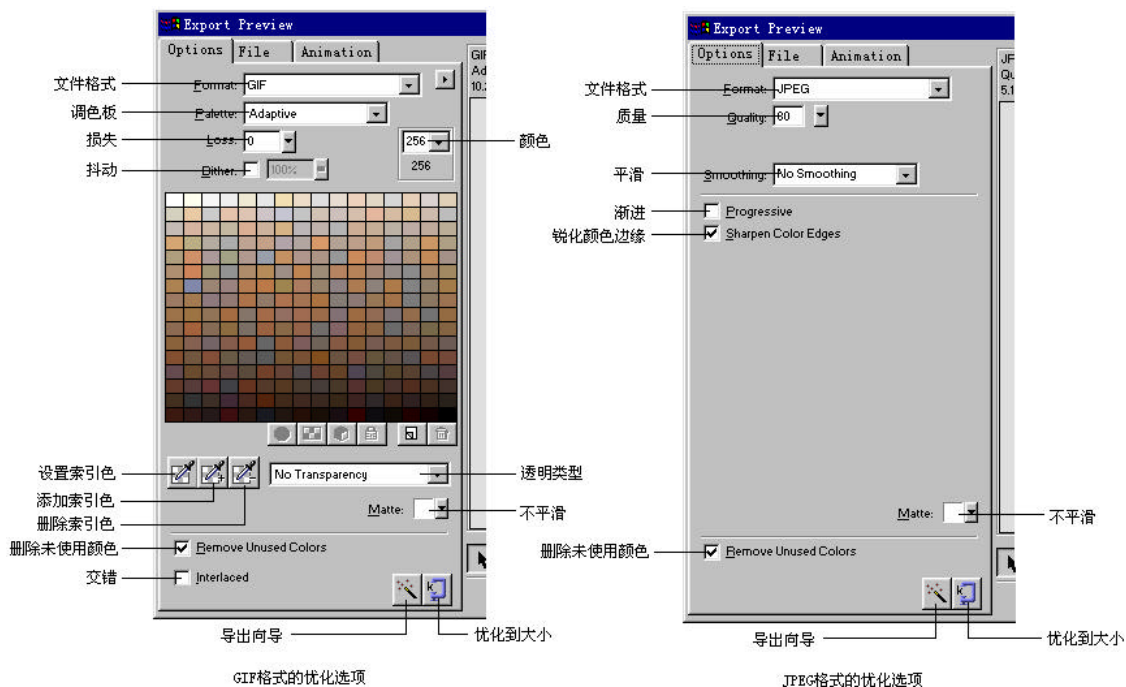 Export Preview
Options File Animation
文件格式 Format: GIF
调色板 Palette: Adaptive
损失 Loss: 0 256 颜色
抖动 Dither: 100% 256
设置索引色 No Transparency 透明类型
添加索引色
删除索引色 Matte: 不平滑
删除未使用颜色 Remove Unused Colors
交错 Interlaced
导出向导 优化到大小
GIF格式的优化选项
Export Preview
Options File Animation
文件格式 Format: JPEG
质量 Quality: 80
平滑 Smoothing: No Smoothing
渐进 Progressive
锐化颜色边缘 Sharpen Color Edges
Matte: 不平滑
删除未使用颜色 Remove Unused Colors
导出向导 优化到大小
JPEG格式的优化选项